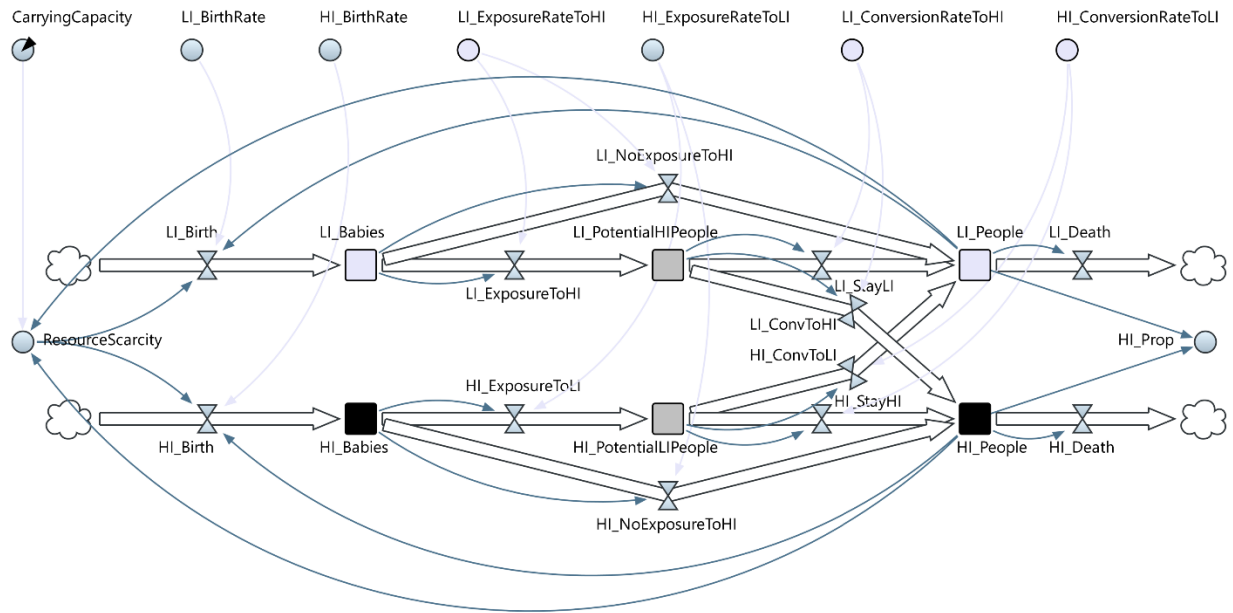 CarryingCapacity
LI_BirthRate
HI_BirthRate
LI_ExposureRateToHI
HI_ExposureRateToLI
LI_ConversionRateToHI
HI_ConversionRateToLI
LI_NoExposureToHI
LI_Birth
LI_Babies
LI_PotentialHIPeople
LI_People
LI_Death
LI_ExposureToHI
LI_StayLI
LI_ConvToHI
ResourceScarcity
HI_Prop
HI_ConvToLI
HI_ExposureToLI
HI_StayHI
HI_Birth
HI_Babies
HI_PotentialLIPeople
HI_People
HI_Death
HI_NoExposureToHI